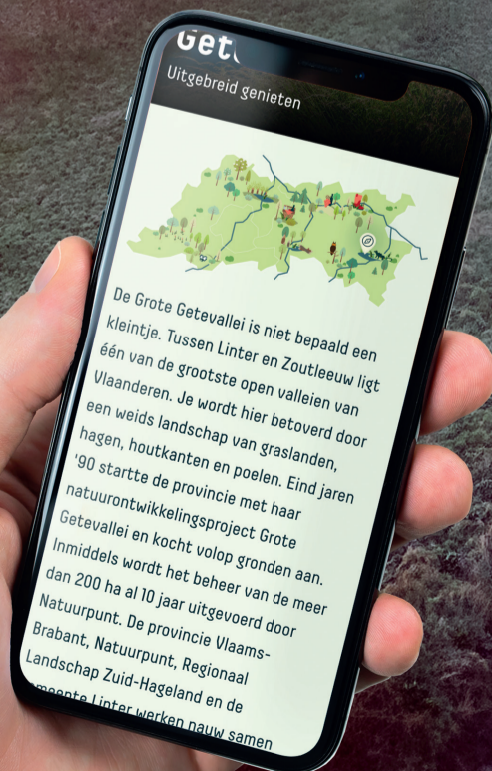 Uitgebreid genieten
De Grote Getevallei is niet bepaald een
kleintje. Tussen Linter en Zoutleeuw ligt
één van de grootste open valleien van
Vlaanderen. Je wordt hier betoverd door
een weids landschap van graslanden,
hagen, houtkanten en poelen. Eind jaren
'90 startte de provincie met haar
natuurontwikkelingsproject Grote
Getevallei en kocht volop gronden aan.
Inmiddels wordt het beheer van de meer
dan 200 ha al 10 jaar uitgevoerd door
Natuurpunt. De provincie Vlaams-
Brabant, Natuurpunt, Regionaal
Landschap Zuid-Hageland en de
Linter werken nauw samen